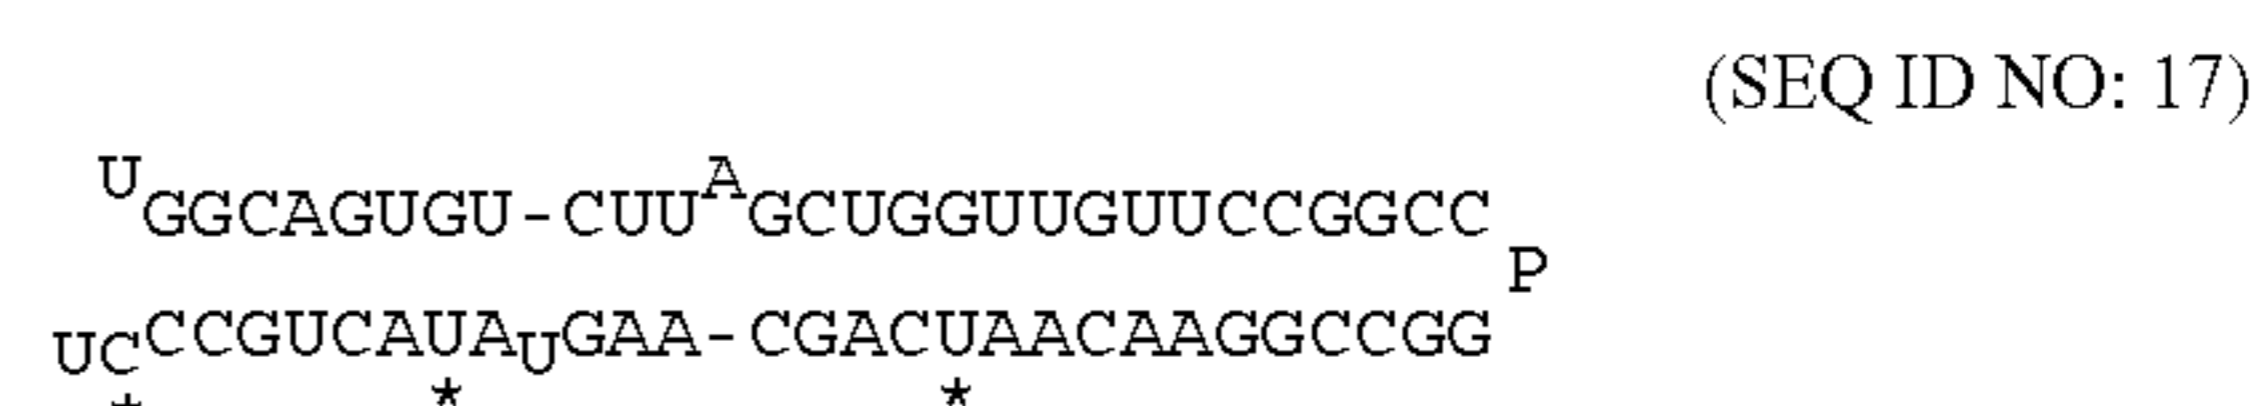 (SEQ ID NO: 17)
UGGCAGUGU-CUUAGCUGGUUGUUCCGGCC
P
UCCCGUCAUAUGAA-CGACUAACAAGGCCGG
* * *